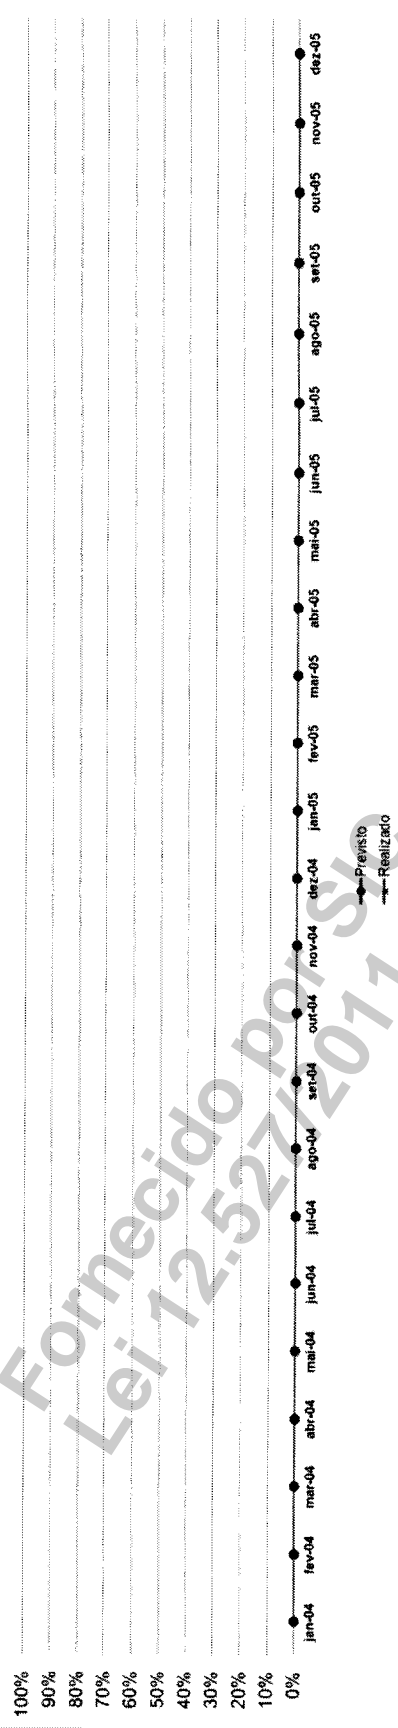 100%
90%
80%
70%
60%
50%
40%
30%
20%
10%
0%
jan-04
fev-04
mar-04
abr-04
mai-04
jun-04
jul-04
ago-04
set-04
out-04
nov-04
dez-04
jan-05
fev-05
mar-05
abr-05
mai-05
jun-05
jul-05
ago-05
set-05
out-05
nov-05
dez-05
Previsto
Realizado
Fornecido por SIC
Lei 12.527/2011